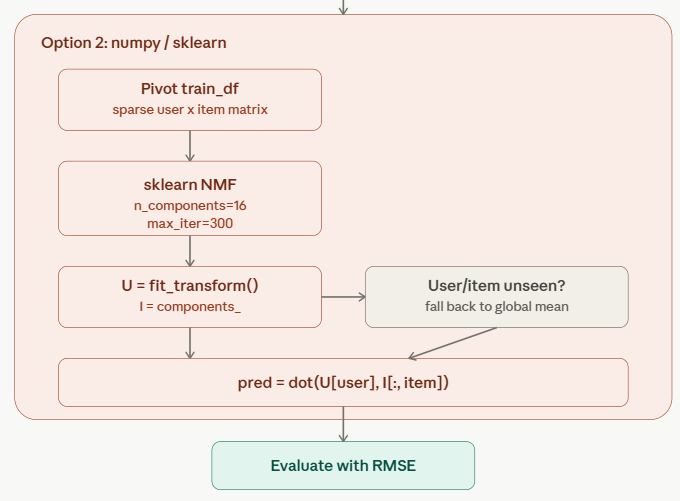 Option 2: numpy / sklearn
Pivot train_df
sparse user x item matrix
sklearn NMF
n_components=16
max_iter=300
U = fit_transform()
I = components_
User/item unseen?
fall back to global mean
pred = dot(U[user], I[:, item])
Evaluate with RMSE